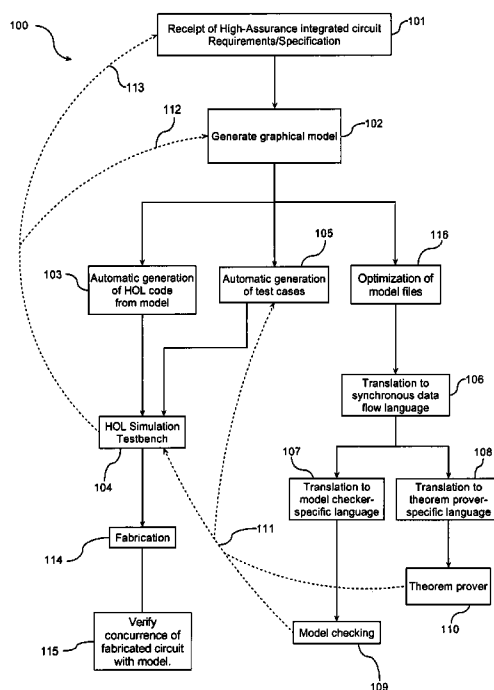 100
101
Receipt of High-Assurance integrated circuit
Requirements/Specification
113
112
102
Generate graphical model
105
116
103
Automatic generation
of HDL code
from model
Automatic generation
of test cases
Optimization of
model files
106
Translation to
synchronous data
flow language
HDL Simulation
Testbench
104
107
108
Translation to
model checker-
specific language
Translation to
theorem prover-
specific language
111
114
Fabrication
Theorem prover
110
115
Verify
concurrence of
fabricated circuit
with model.
Model checking
109